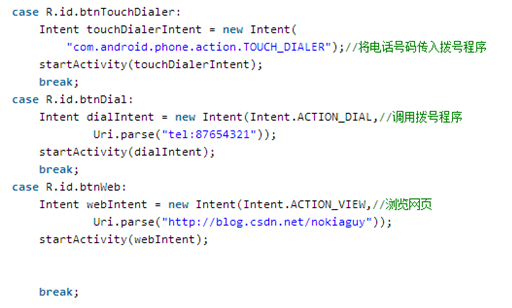 case R.id.btnTouchDialer:
    Intent touchDialerIntent = new Intent(
        "com.android.phone.action.TOUCH_DIALER");//将电话号码传入拨号程序
    startActivity(touchDialerIntent);
    break;
case R.id.btnDial:
    Intent dialIntent = new Intent(Intent.ACTION_DIAL,//调用拨号程序
            Uri.parse("tel:87654321"));
    startActivity(dialIntent);
    break;
case R.id.btnWeb:
    Intent webIntent = new Intent(Intent.ACTION_VIEW,//浏览网页
            Uri.parse("http://blog.csdn.net/nokiaguy"));
    startActivity(webIntent);
    break;